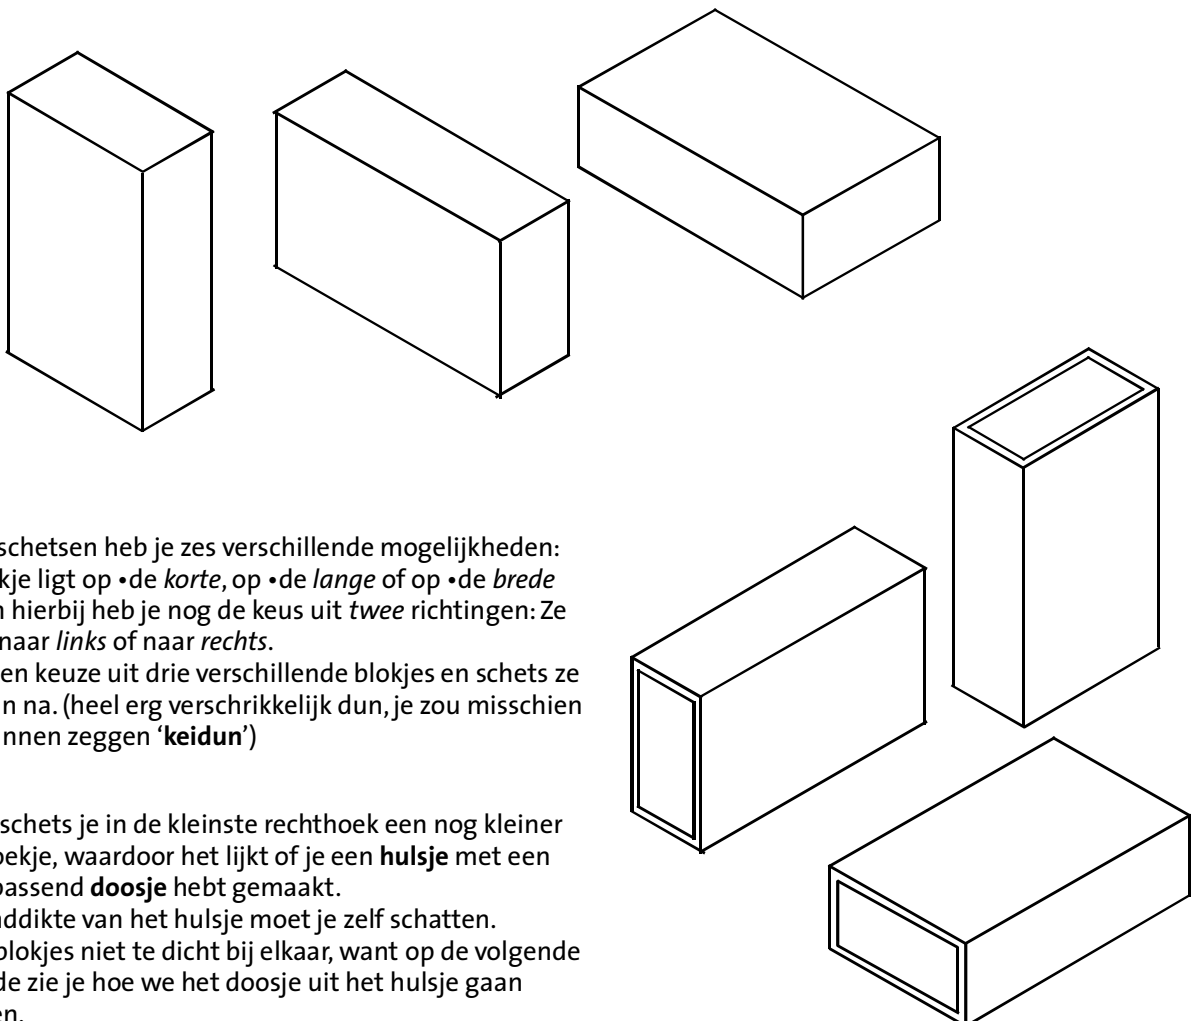 schetsen heb je zes verschillende mogelijkheden:
kje ligt op •de korte, op •de lange of op •de brede
n hierbij heb je nog de keus uit twee richtingen: Ze
naar links of naar rechts.
en keuze uit drie verschillende blokjes en schets ze
n na. (heel erg verschrikkelijk dun, je zou misschien
nnen zeggen ‘keidun’)
schets je in de kleinste rechthoek een nog kleiner
oekje, waardoor het lijkt of je een hulsje met een
passend doosje hebt gemaakt.
nddikte van het hulsje moet je zelf schatten.
blokjes niet te dicht bij elkaar, want op de volgende
de zie je hoe we het doosje uit het hulsje gaan
en.